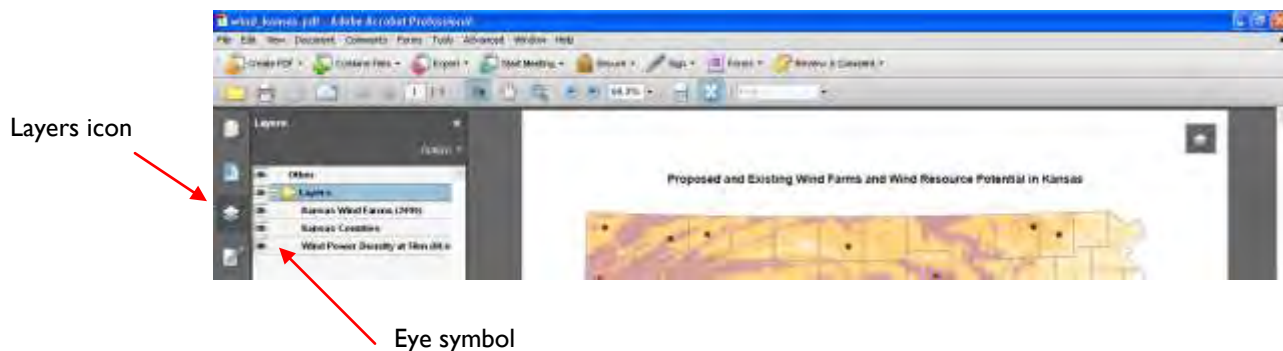 wind_kansas.pdf - Adobe Acrobat Professional
File Edit View Document Comments Forms Tools Advanced Window Help
Create PDF Combine Files Export Start Meeting Secure Sign Forms Review & Comment
1
Layers
Layers icon
Options
Other
Layers
Proposed and Existing Wind Farms and Wind Resource Potential in Kansas
Kansas Wind Farms
Kansas Counties
Wind Power Density at 50m
Eye symbol